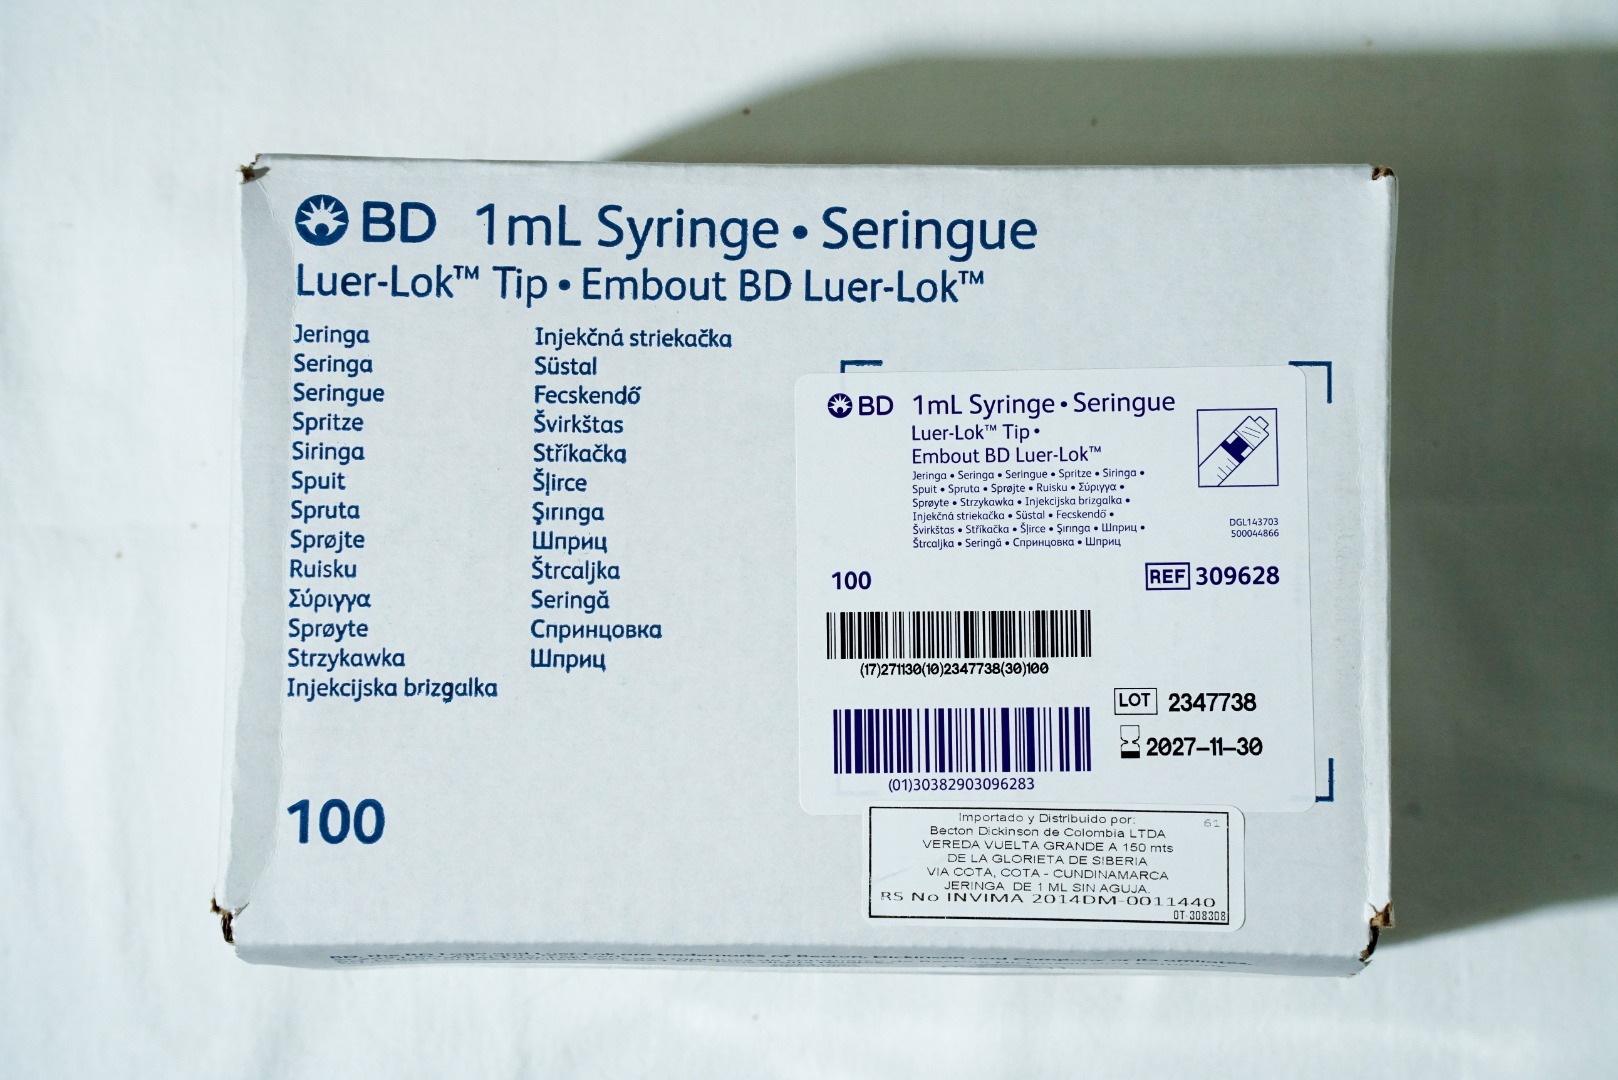 BD 1mL Syringe • Seringue
Luer-Lok™ Tip • Embout BD Luer-Lok™
Jeringa
Seringa
Seringue
Spritze
Siringa
Spuit
Spruta
Sprøjte
Ruisku
Σύριγγα
Sprøyte
Strzykawka
Injekcijska brizgalka
Injekčná striekačka
Süstal
Fecskendő
Švirkštas
Stříkačka
Šļirce
Şırınga
Шприц
Štrcaljka
Seringă
Спринцовка
Шприц
100
BD 1mL Syringe • Seringue
Luer-Lok™ Tip •
Embout BD Luer-Lok™
Jeringa • Seringa • Seringue • Spritze • Siringa •
Spuit • Spruta • Sprøjte • Ruisku • Σύριγγα •
Sprøyte • Strzykawka • Injekcijska brizgalka •
Injekčná striekačka • Süstal • Fecskendő •
Švirkštas • Stříkačka • Šļirce • Şırınga • Шприц •
Štrcaljka • Seringă • Спринцовка • Шприц
DGL143703
500044866
100
REF 309628
(17)271130(10)2347738(30)100
LOT 2347738
2027-11-30
(01)30382903096283
Importado y Distribuido por:
61
Becton Dickinson de Colombia LTDA
VEREDA VUELTA GRANDE A 150 mts
DE LA GLORIETA DE SIBERIA
VIA COTA, COTA - CUNDINAMARCA
JERINGA DE 1 ML SIN AGUJA.
RS No INVIMA 2014DM-0011440
OT-308308